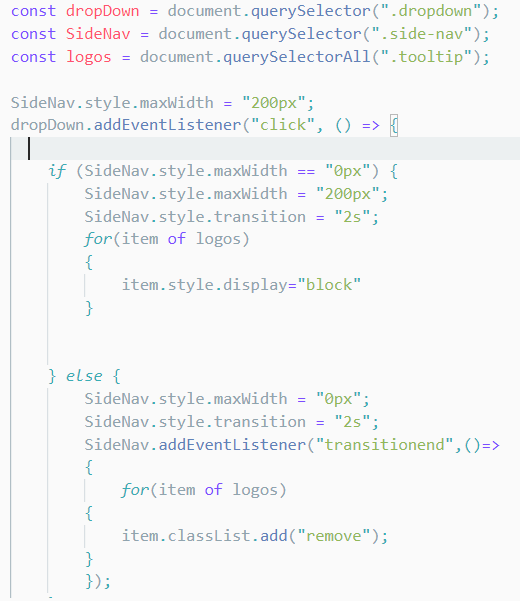 const dropDown = document.querySelector(".dropdown");
const SideNav = document.querySelector(".side-nav");
const logos = document.querySelectorAll(".tooltip");
SideNav.style.maxWidth = "200px";
dropDown.addEventListener("click", () => {
if (SideNav.style.maxWidth == "0px") {
SideNav.style.maxWidth = "200px";
SideNav.style.transition = "2s";
for(item of logos)
{
item.style.display="block"
}
} else {
SideNav.style.maxWidth = "0px";
SideNav.style.transition = "2s";
SideNav.addEventListener("transitionend",()=>
{
for(item of logos)
{
item.classList.add("remove");
}
});